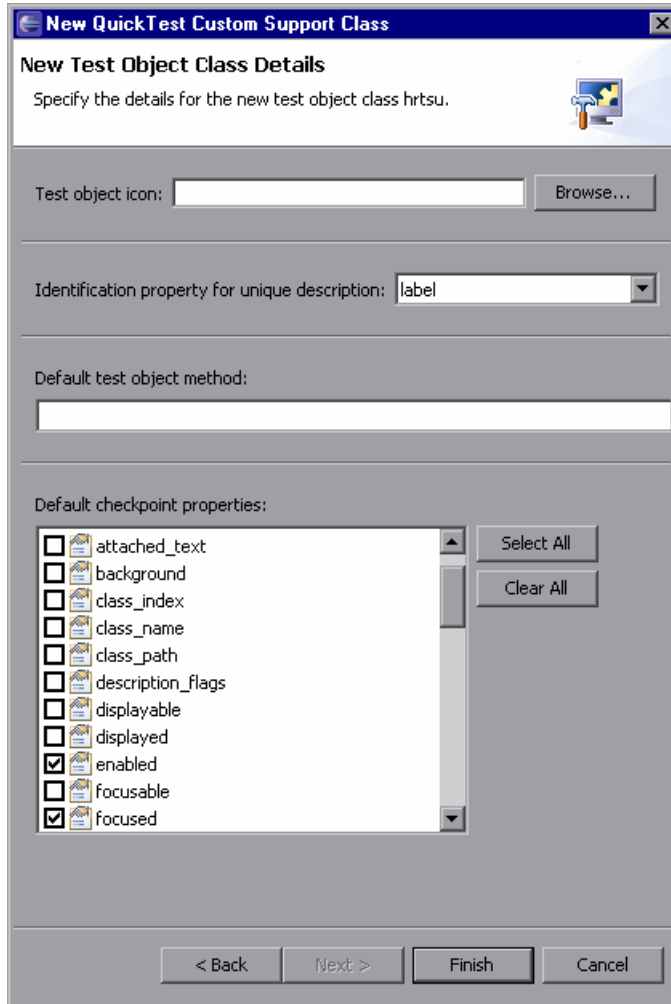 New QuickTest Custom Support Class
New Test Object Class Details
Specify the details for the new test object class hrtsu.
Test object icon:
Browse...
Identification property for unique description: label
Default test object method:
Default checkpoint properties:
attached_text
background
class_index
class_name
class_path
description_flags
displayable
displayed
enabled
focusable
focused
Select All
Clear All
< Back
Next >
Finish
Cancel